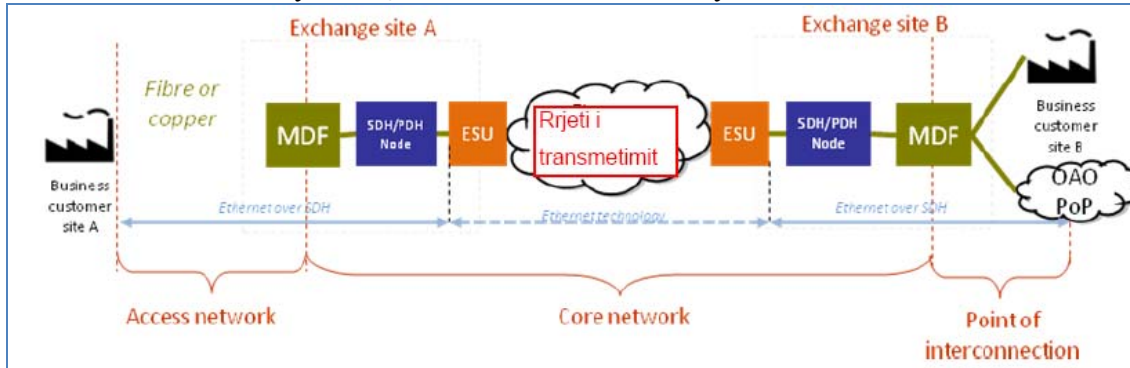 Exchange site A
Exchange site B
Fibre or
copper
MDF
SDH/PDH
Node
ESU
Rrjeti i
transmetimit
ESU
SDH/PDH
Node
MDF
Business
customer
site A
Business
customer
site B
OAO
PoP
Ethernet over SDH
Ethernet technology
Ethernet over SDH
Access network
Core network
Point of
interconnection